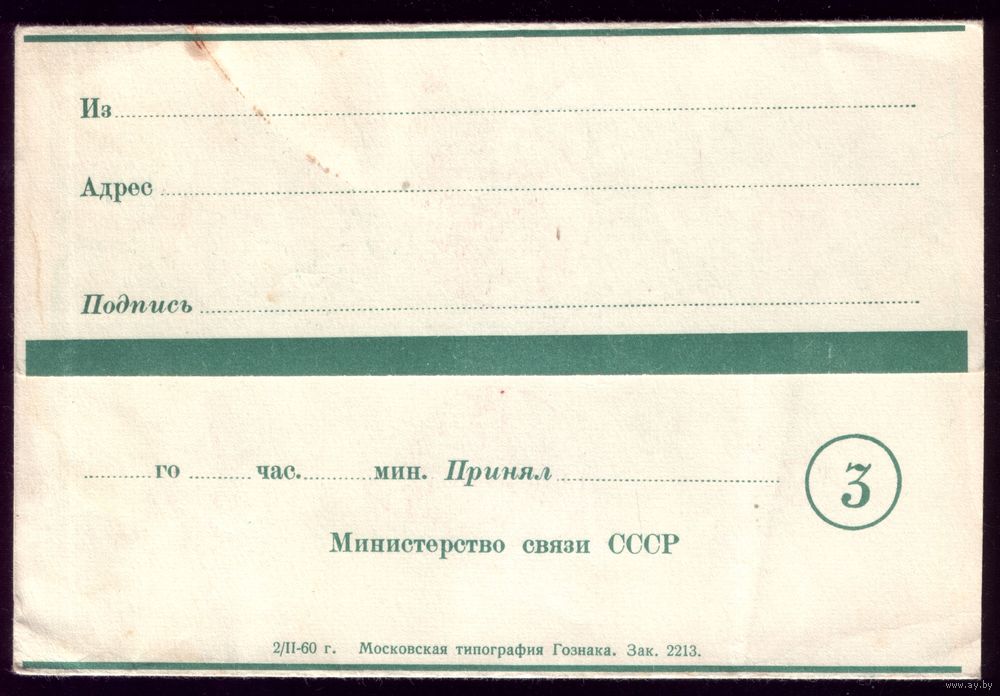 Из
Адрес
Подпись
го час. мин. Принял
3
Министерство связи СССР
2/II-60 г. Московская типография Гознака. Зак. 2213.
www.ay.by